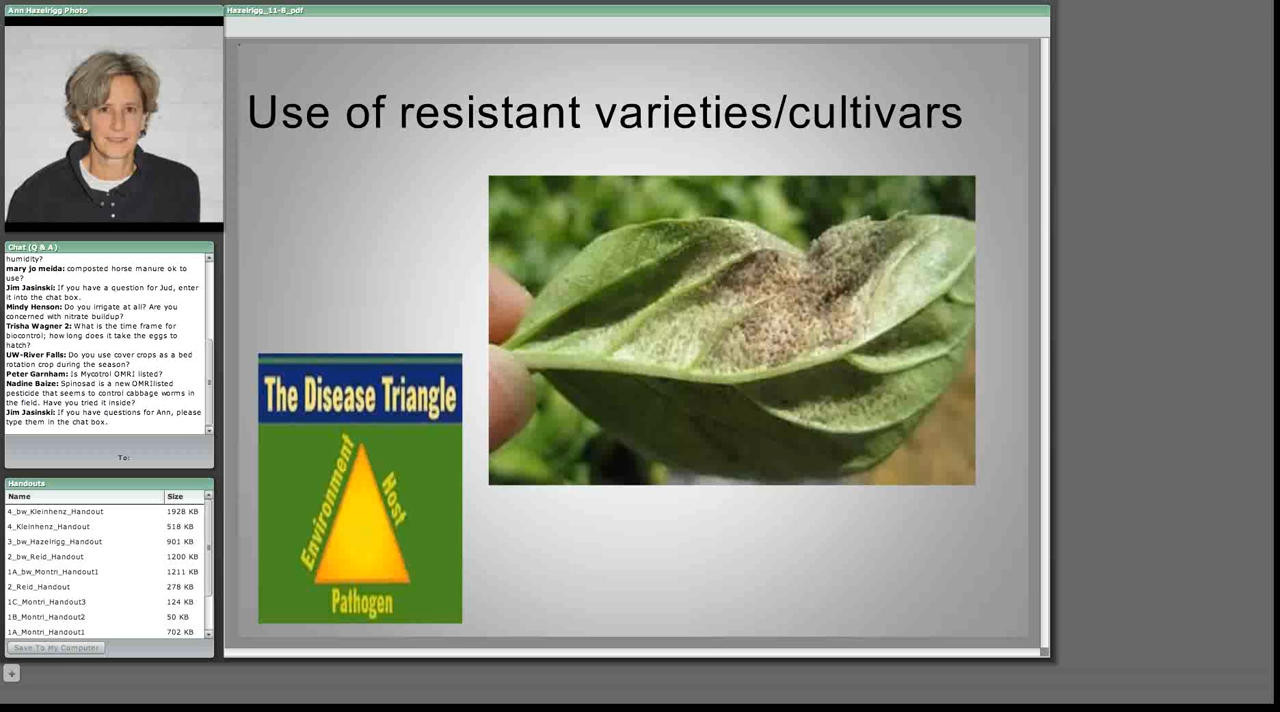 Ann Hazelrigg Photo
Hazelrigg_11-8_pdf
Use of resistant varieties/cultivars
The Disease Triangle
Environment
Host
Pathogen
Chat (Q & A)
humidity?
mary jo meida: composted horse manure ok to
use?
Jim Jasinski: If you have a question for Jud, enter
it into the chat box.
Mindy Henson: Do you irrigate at all? Are you
concerned with nitrate buildup?
Trisha Wagner 2: What is the time frame for
biocontrol; how long does it take the eggs to
hatch?
UW-River Falls: Do you use cover crops as a bed
rotation crop during the season?
Peter Garnham: Is Mycotrol OMRI listed?
Nadine Baize: Spinosad is a new OMRIlisted
pesticide that seems to control cabbage worms in
the field. Have you tried it inside?
Jim Jasinski: If you have questions for Ann, please
type them in the chat box.
To:
Handouts
Name Size
4_bw_Kleinhenz_Handout 1928 KB
4_Kleinhenz_Handout 518 KB
3_bw_Hazelrigg_Handout 901 KB
2_bw_Reid_Handout 1200 KB
1A_bw_Montri_Handout1 1211 KB
2_Reid_Handout 278 KB
1C_Montri_Handout3 124 KB
1B_Montri_Handout2 50 KB
1A_Montri_Handout1 702 KB
Save To My Computer